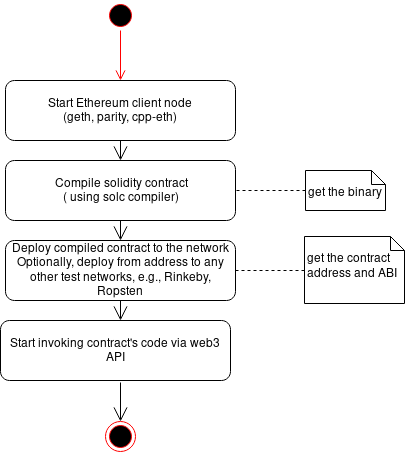 Start Ethereum client node
(geth, parity, cpp-eth)
Compile solidity contract
( using solc compiler)
get the binary
Deploy compiled contract to the network
Optionally, deploy from address to any
other test networks, e.g., Rinkeby,
Ropsten
get the contract
address and ABI
Start invoking contract's code via web3
API